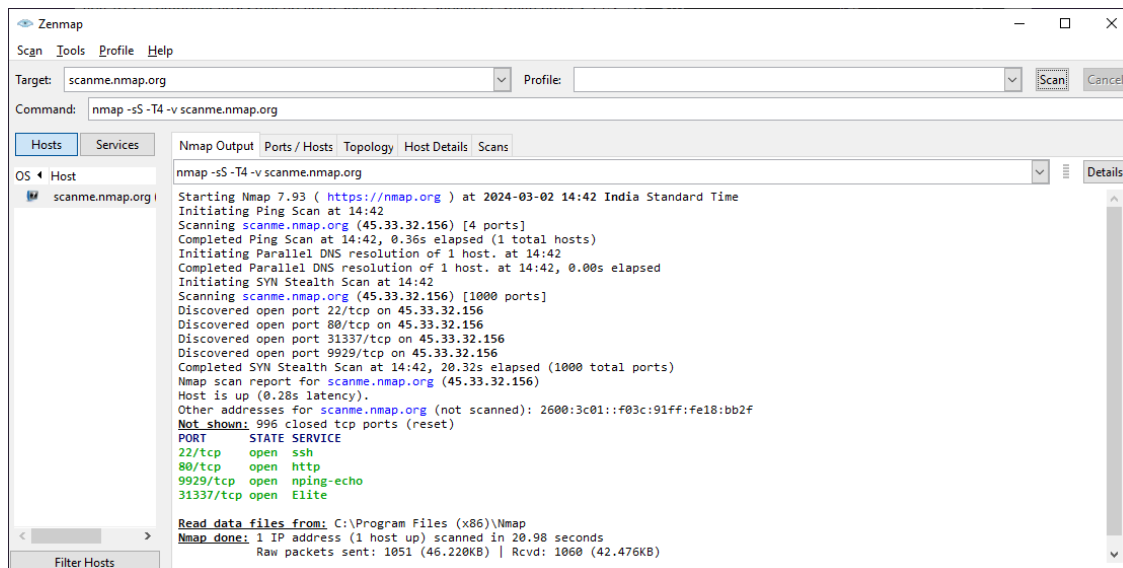 Zenmap
Scan Tools Profile Help
Target: scanme.nmap.org Profile: Scan Cancel
Command: nmap -sS -T4 -v scanme.nmap.org
Hosts Services
Nmap Output Ports / Hosts Topology Host Details Scans
OS Host
scanme.nmap.org (
nmap -sS -T4 -v scanme.nmap.org Details
Starting Nmap 7.93 ( https://nmap.org ) at 2024-03-02 14:42 India Standard Time
Initiating Ping Scan at 14:42
Scanning scanme.nmap.org (45.33.32.156) [4 ports]
Completed Ping Scan at 14:42, 0.36s elapsed (1 total hosts)
Initiating Parallel DNS resolution of 1 host. at 14:42
Completed Parallel DNS resolution of 1 host. at 14:42, 0.00s elapsed
Initiating SYN Stealth Scan at 14:42
Scanning scanme.nmap.org (45.33.32.156) [1000 ports]
Discovered open port 22/tcp on 45.33.32.156
Discovered open port 80/tcp on 45.33.32.156
Discovered open port 31337/tcp on 45.33.32.156
Discovered open port 9929/tcp on 45.33.32.156
Completed SYN Stealth Scan at 14:42, 20.32s elapsed (1000 total ports)
Nmap scan report for scanme.nmap.org (45.33.32.156)
Host is up (0.28s latency).
Other addresses for scanme.nmap.org (not scanned): 2600:3c01::f03c:91ff:fe18:bb2f
Not shown: 996 closed tcp ports (reset)
PORT STATE SERVICE
22/tcp open ssh
80/tcp open http
9929/tcp open nping-echo
31337/tcp open Elite
Read data files from: C:\Program Files (x86)\Nmap
Nmap done: 1 IP address (1 host up) scanned in 20.98 seconds
Raw packets sent: 1051 (46.220KB) | Rcvd: 1060 (42.476KB)
Filter Hosts